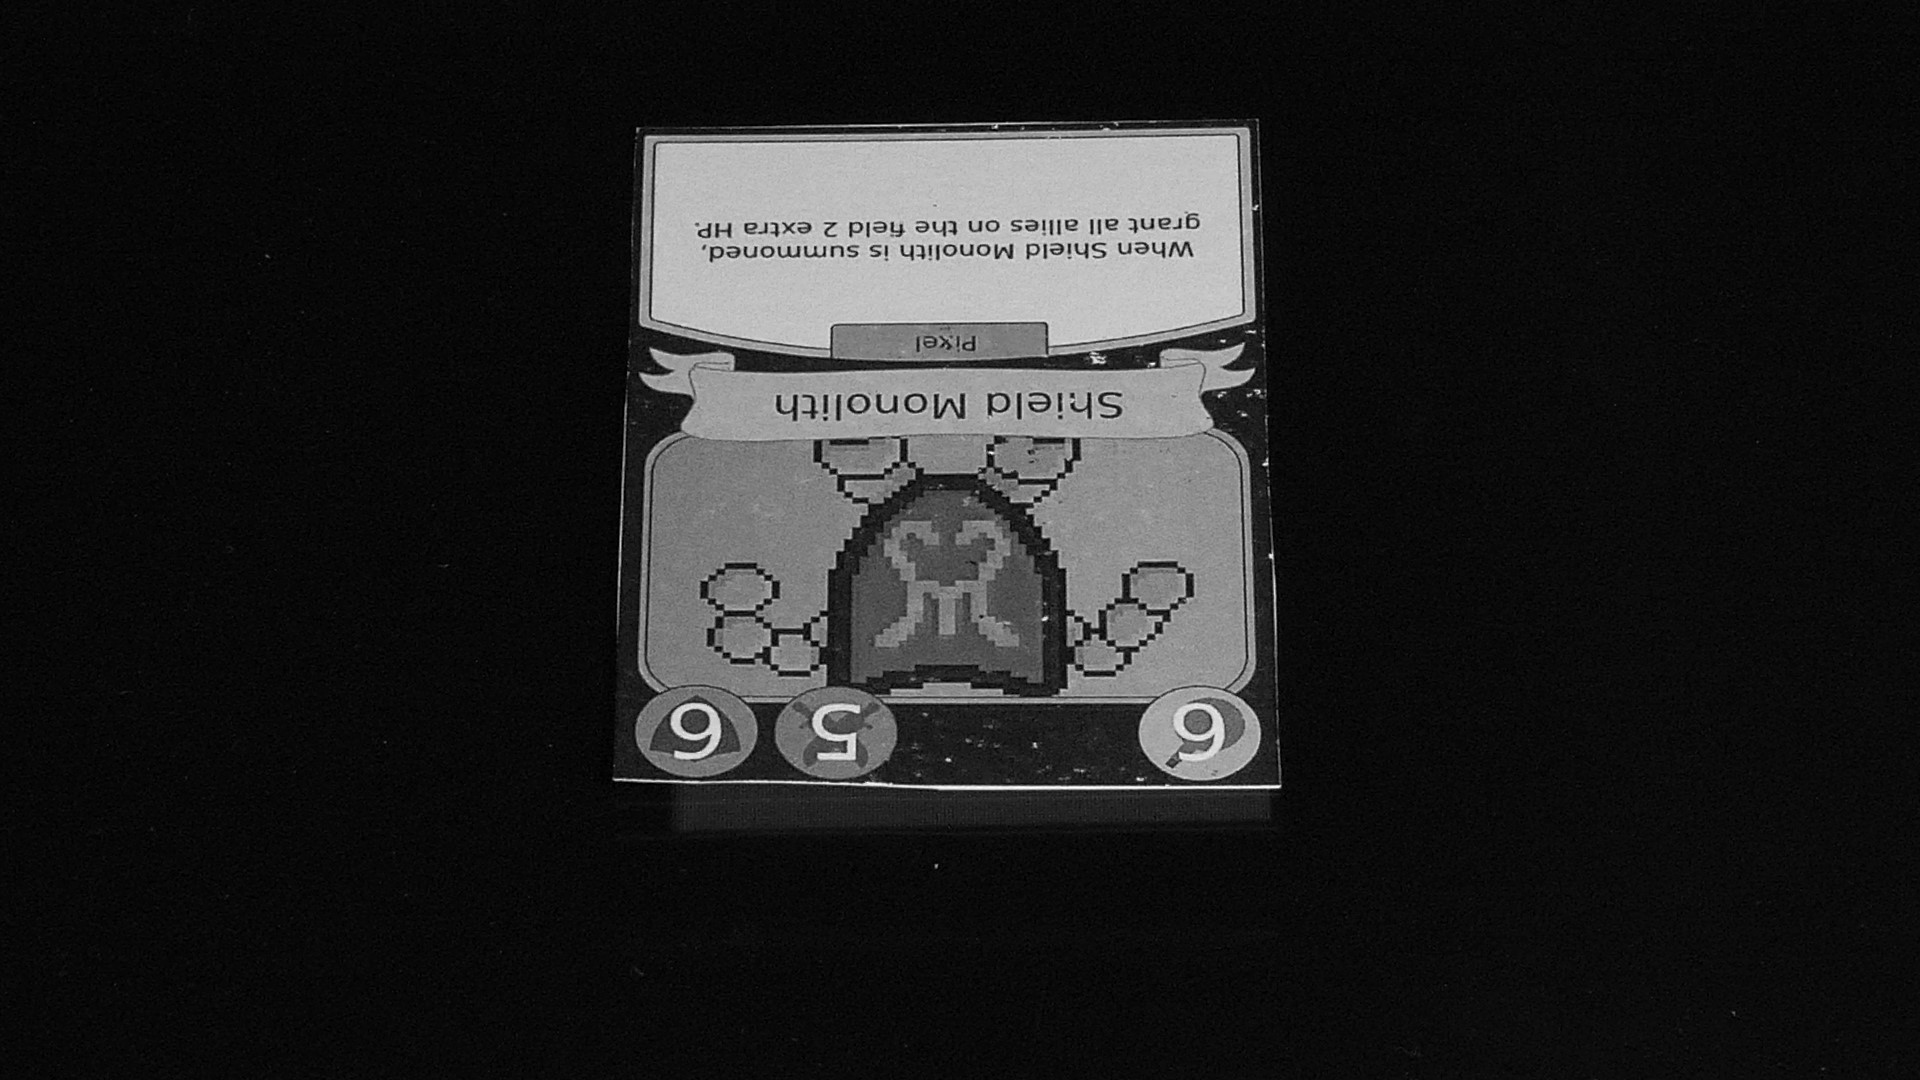 6 5 6
Shield Monolith
Pixel
When Shield Monolith is summoned,
grant all allies on the field 2 extra HP.